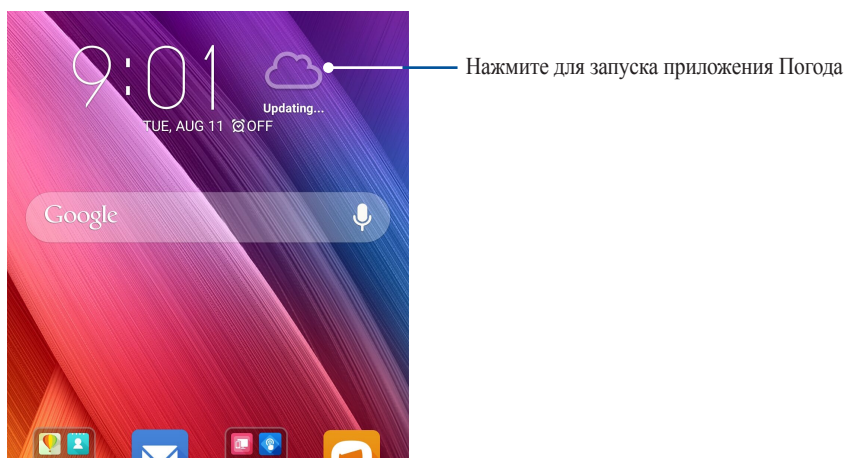 9:01
Updating...
TUE, AUG 11 OFF
Google
Нажмите для запуска приложения Погода